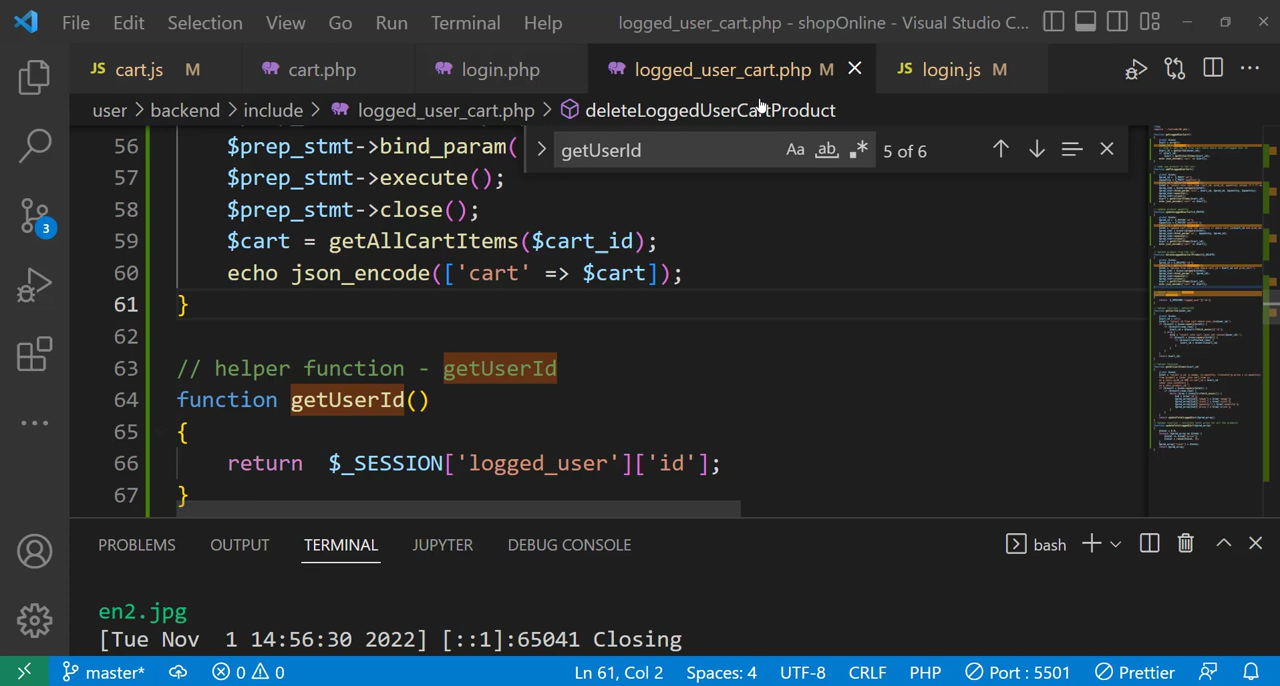 File Edit Selection View Go Run Terminal Help logged_user_cart.php - shopOnline - Visual Studio C...
JS cart.js M cart.php login.php logged_user_cart.php M JS login.js M
user > backend > include > logged_user_cart.php > deleteLoggedUserCartProduct
getUserId Aa ab .* 5 of 6
56 $prep_stmt->bind_param(
57 $prep_stmt->execute();
58 $prep_stmt->close();
59 $cart = getAllCartItems($cart_id);
60 echo json_encode(['cart' => $cart]);
61 }
62
63 // helper function - getUserId
64 function getUserId()
65 {
66 return $_SESSION['logged_user']['id'];
67 }
3
PROBLEMS OUTPUT TERMINAL JUPYTER DEBUG CONSOLE bash
en2.jpg
[Tue Nov 1 14:56:30 2022] [::1]:65041 Closing
master* 0 0 Ln 61, Col 2 Spaces: 4 UTF-8 CRLF PHP Port : 5501 Prettier